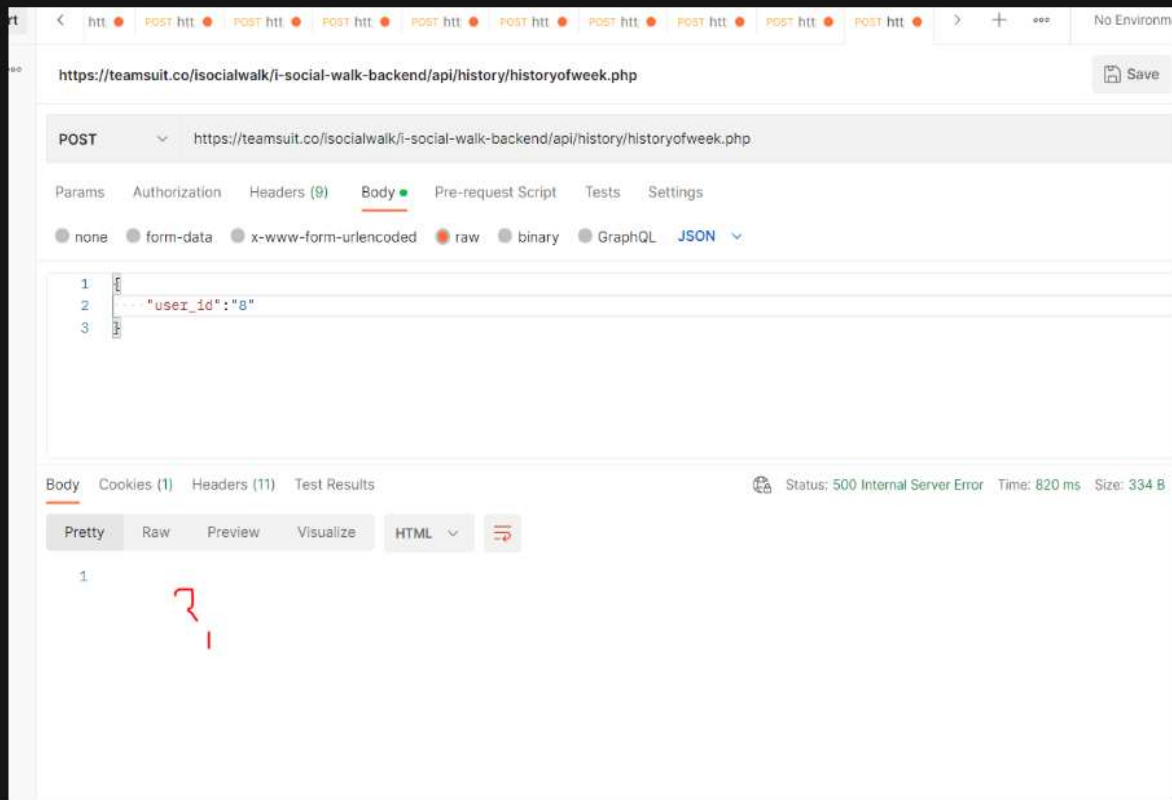 rt
htt POST htt POST htt POST htt POST htt POST htt POST htt POST htt POST htt POST htt No Environm
https://teamsuit.co/isocialwalk/i-social-walk-backend/api/history/historyofweek.php Save
POST https://teamsuit.co/isocialwalk/i-social-walk-backend/api/history/historyofweek.php
Params Authorization Headers (9) Body Pre-request Script Tests Settings
none form-data x-www-form-urlencoded raw binary GraphQL JSON
1 {
2 "user_id":"8"
3 }
Body Cookies (1) Headers (11) Test Results Status: 500 Internal Server Error Time: 820 ms Size: 334 B
Pretty Raw Preview Visualize HTML
1
?